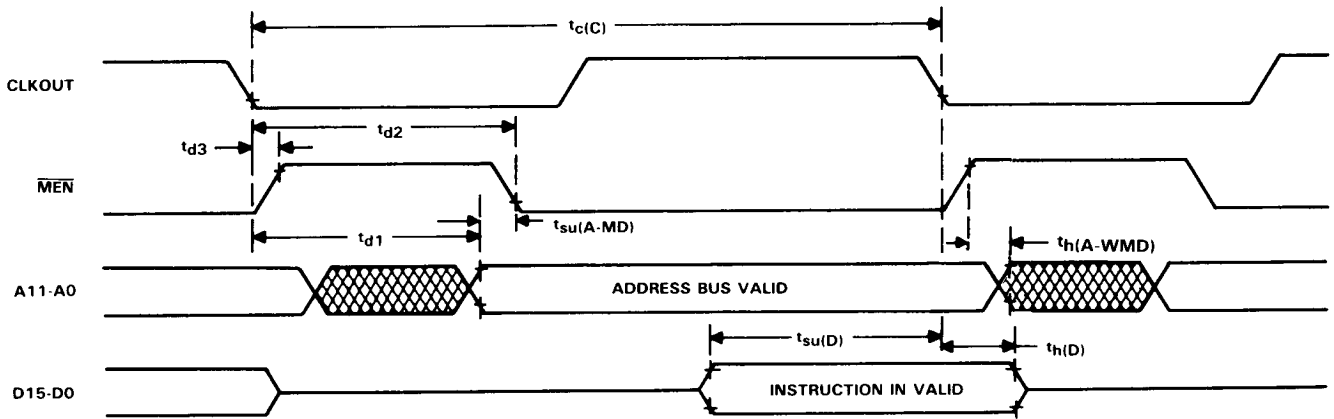 tc(C)
CLKOUT
td2
td3
MEN
tsu(A-MD)
td1
th(A-WMD)
A11-A0
ADDRESS BUS VALID
tsu(D)
th(D)
D15-D0
INSTRUCTION IN VALID